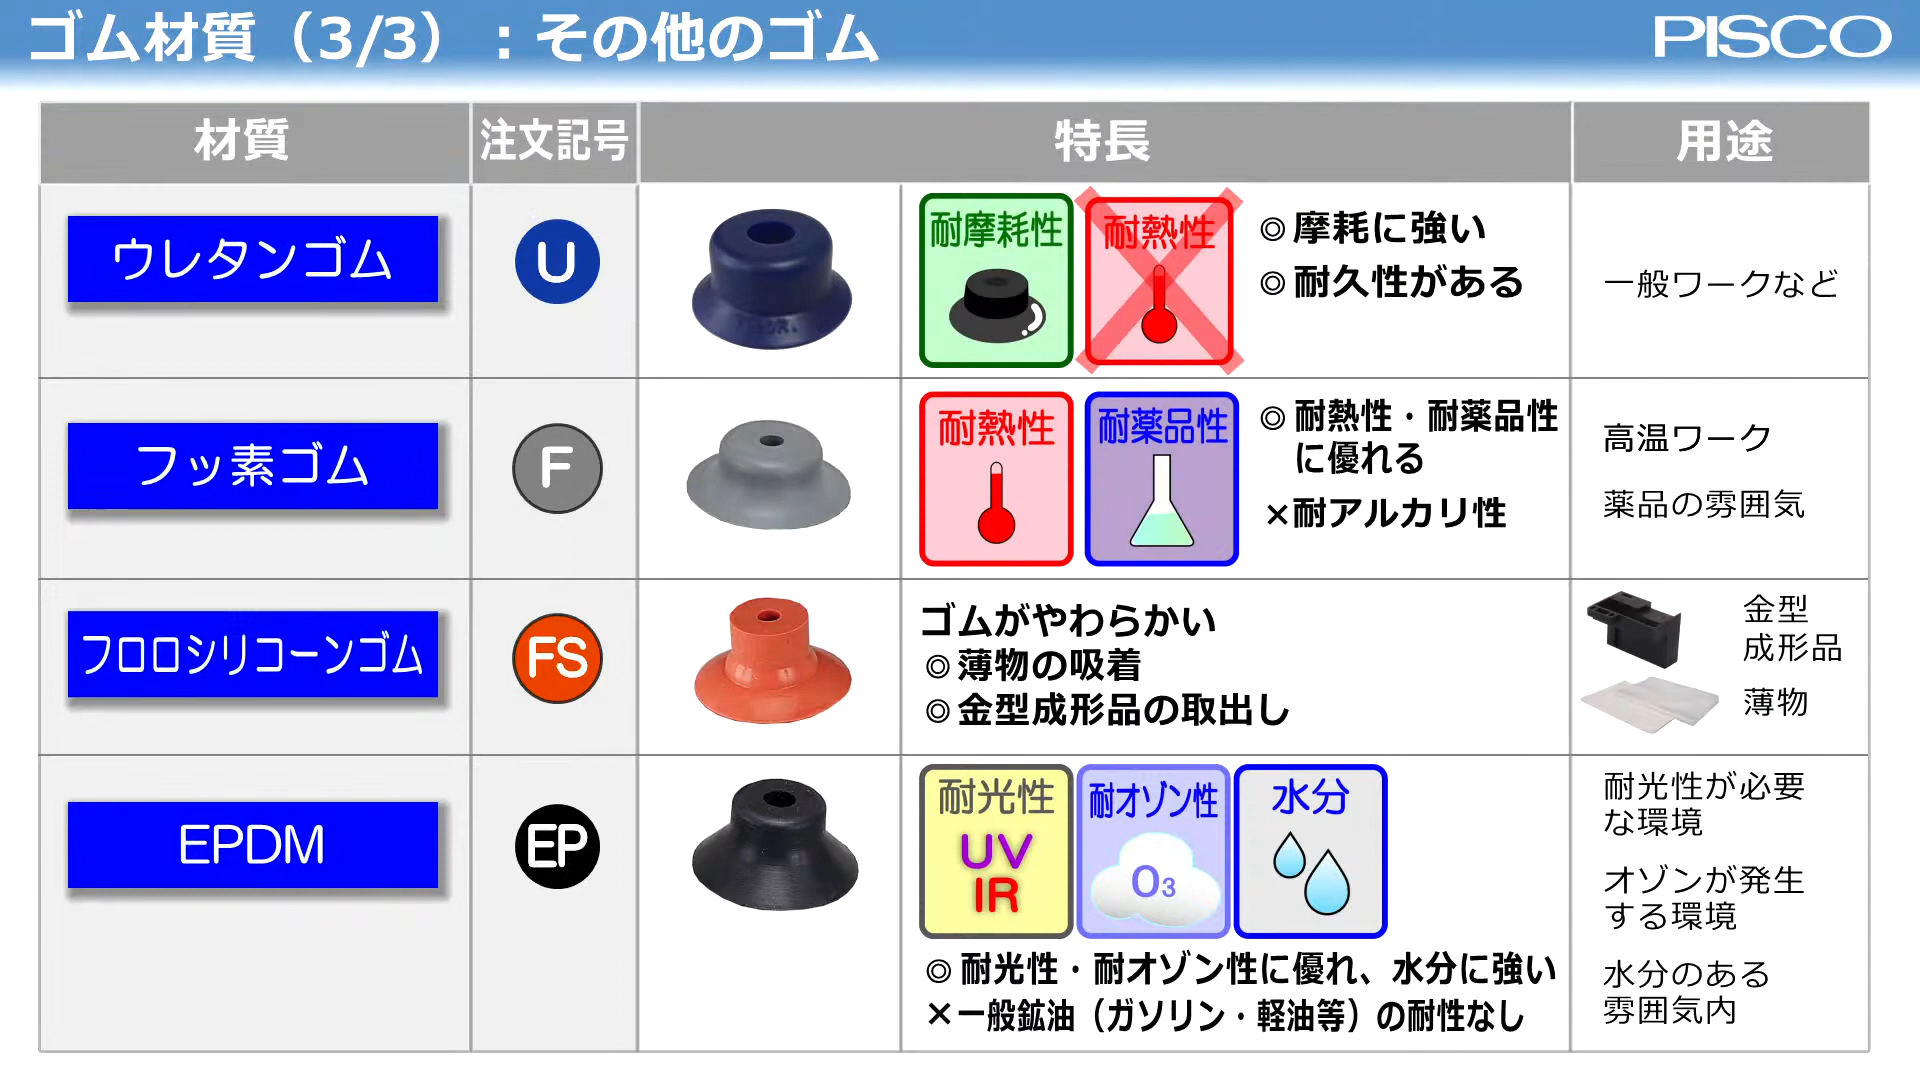 ゴム材質（3/3）：その他のゴム
PISCO
材質
注文記号
特長
用途
ウレタンゴム
U
耐摩耗性
耐熱性
◎ 摩耗に強い
◎ 耐久性がある
一般ワークなど
フッ素ゴム
F
耐熱性
耐薬品性
◎ 耐熱性・耐薬品性
に優れる
×耐アルカリ性
高温ワーク
薬品の雰囲気
フロロシリコーンゴム
FS
ゴムがやわらかい
◎ 薄物の吸着
◎ 金型成形品の取出し
金型
成形品
薄物
EPDM
EP
耐光性
UV
IR
耐オゾン性
O3
水分
◎ 耐光性・耐オゾン性に優れ、水分に強い
×一般鉱油（ガソリン・軽油等）の耐性なし
耐光性が必要
な環境
オゾンが発生
する環境
水分のある
雰囲気内